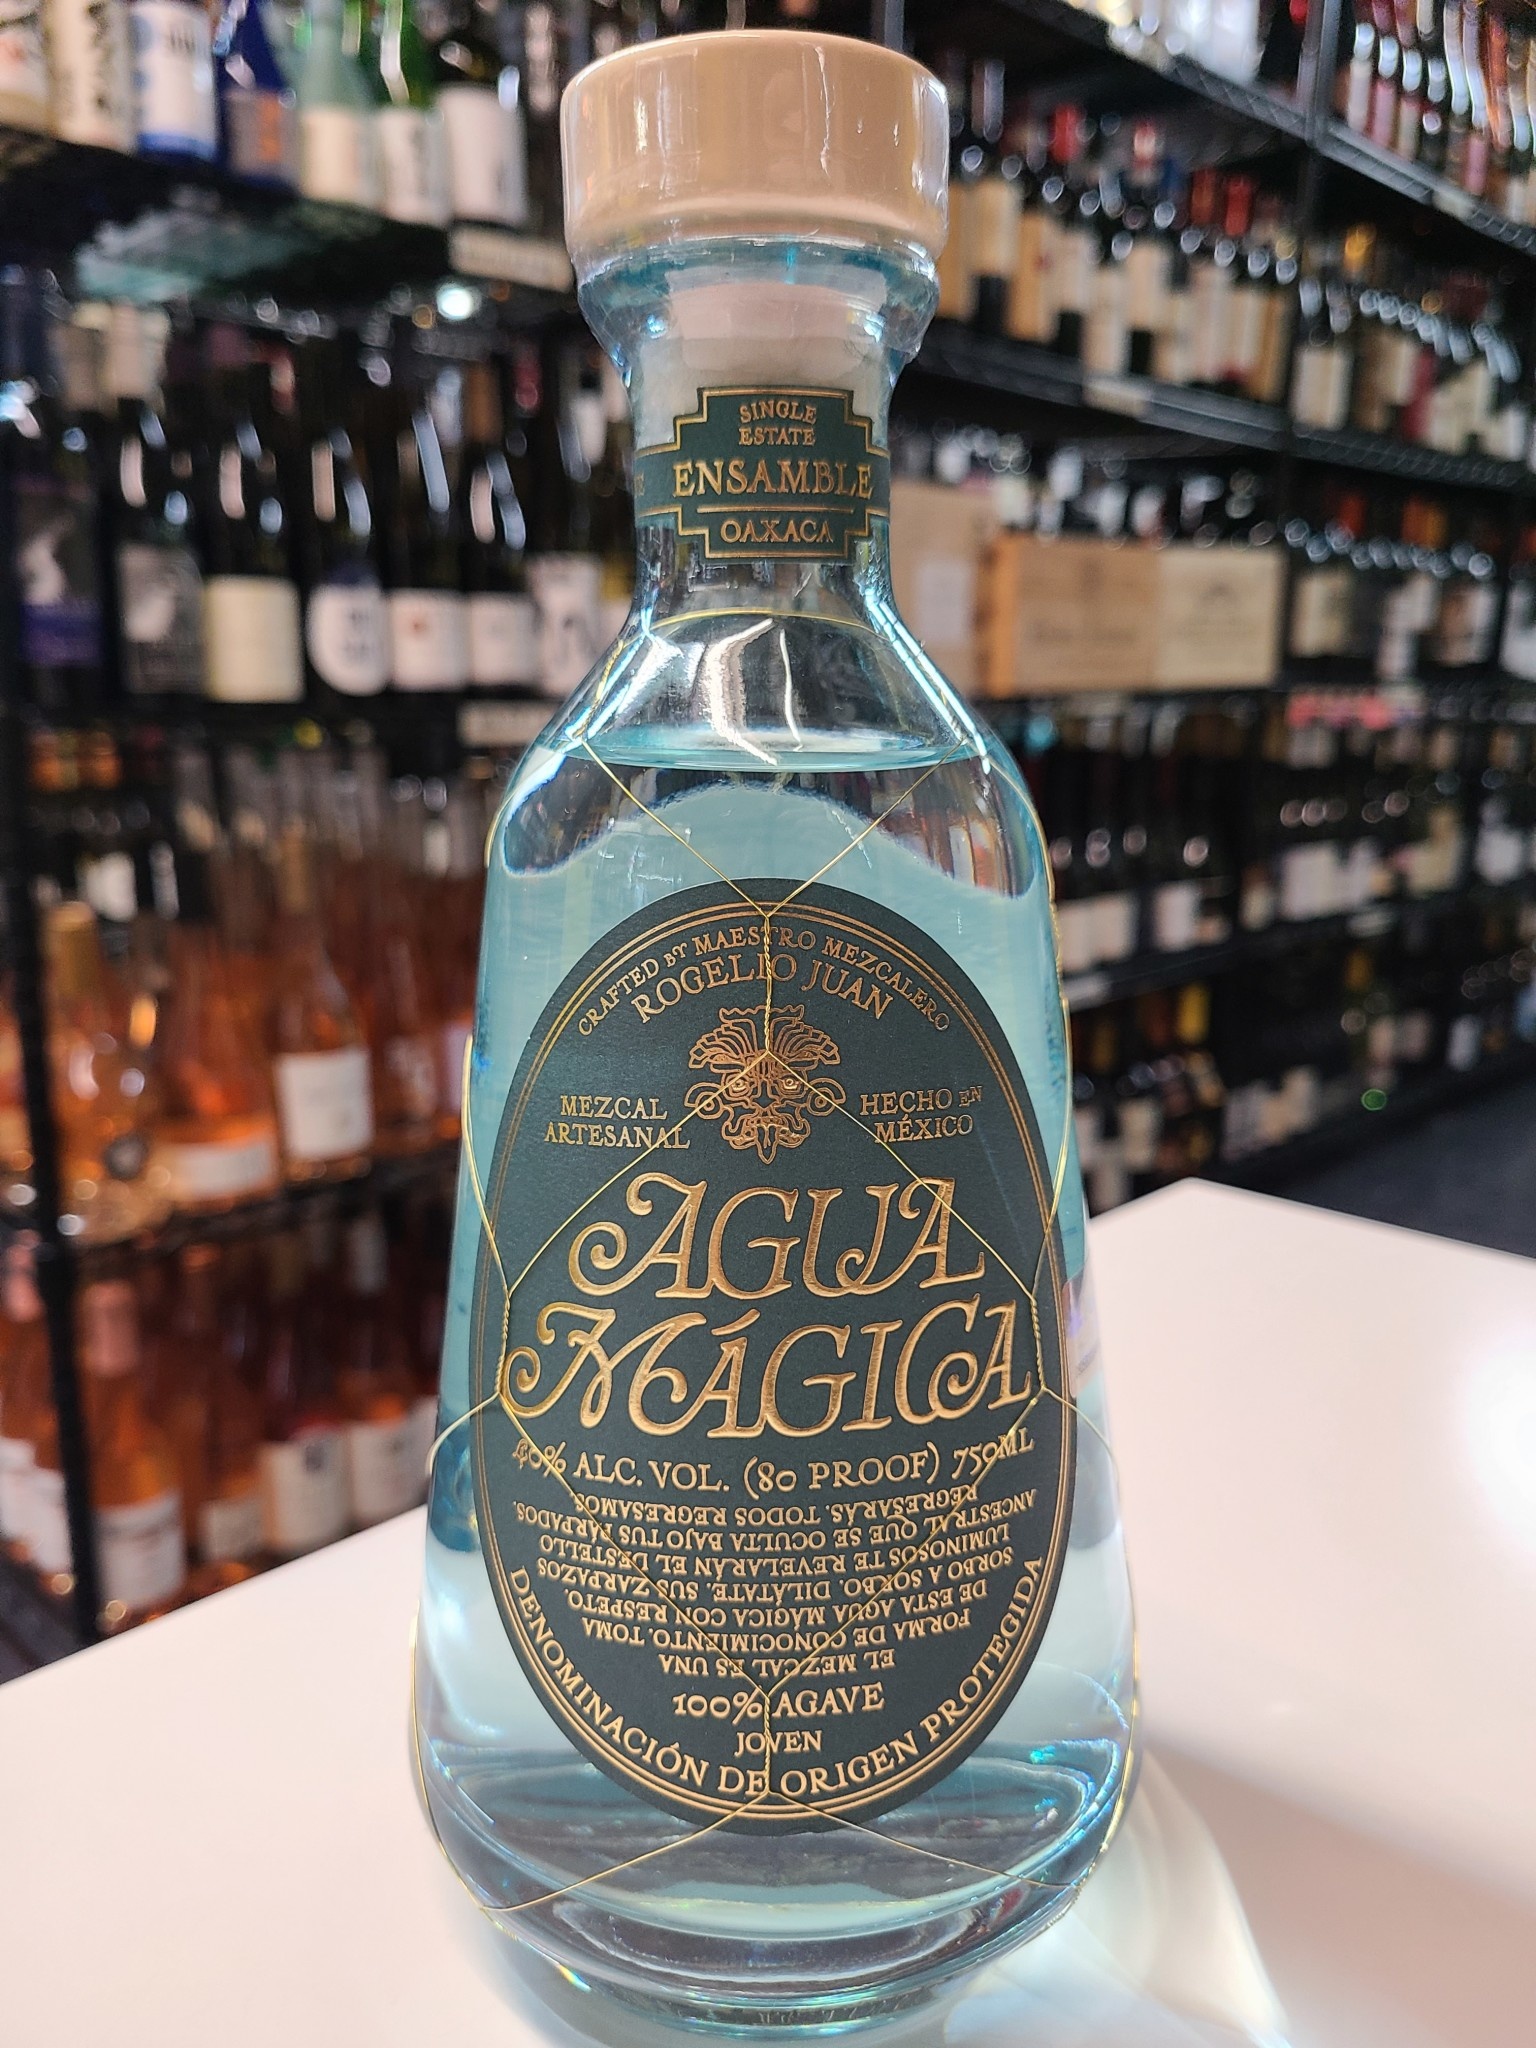 SINGLE
ESTATE
ENSAMBLE
OAXACA
CRAFTED BY MAESTRO MEZCALERO
ROGELIO JUAN
MEZCAL
ARTESANAL
HECHO EN
MÉXICO
AGUA
MÁGICA
40% ALC. VOL. (80 PROOF) 750ML
EL MEZCAL ES UNA
FORMA DE CONOCIMIENTO. TOMA
DE ESTA AGUA MÁGICA CON RESPETO.
SORBO A SORBO, DILÁTATE. SUS ZARPAZOS
LUMINOSOS TE REVELARÁN EL DESTELLO
ANCESTRAL QUE SE OCULTA BAJO TUS PÁRPADOS.
REGRESARÁS. TODOS REGRESAMOS.
100% AGAVE
JOVEN
DENOMINACIÓN DE ORIGEN PROTEGIDA